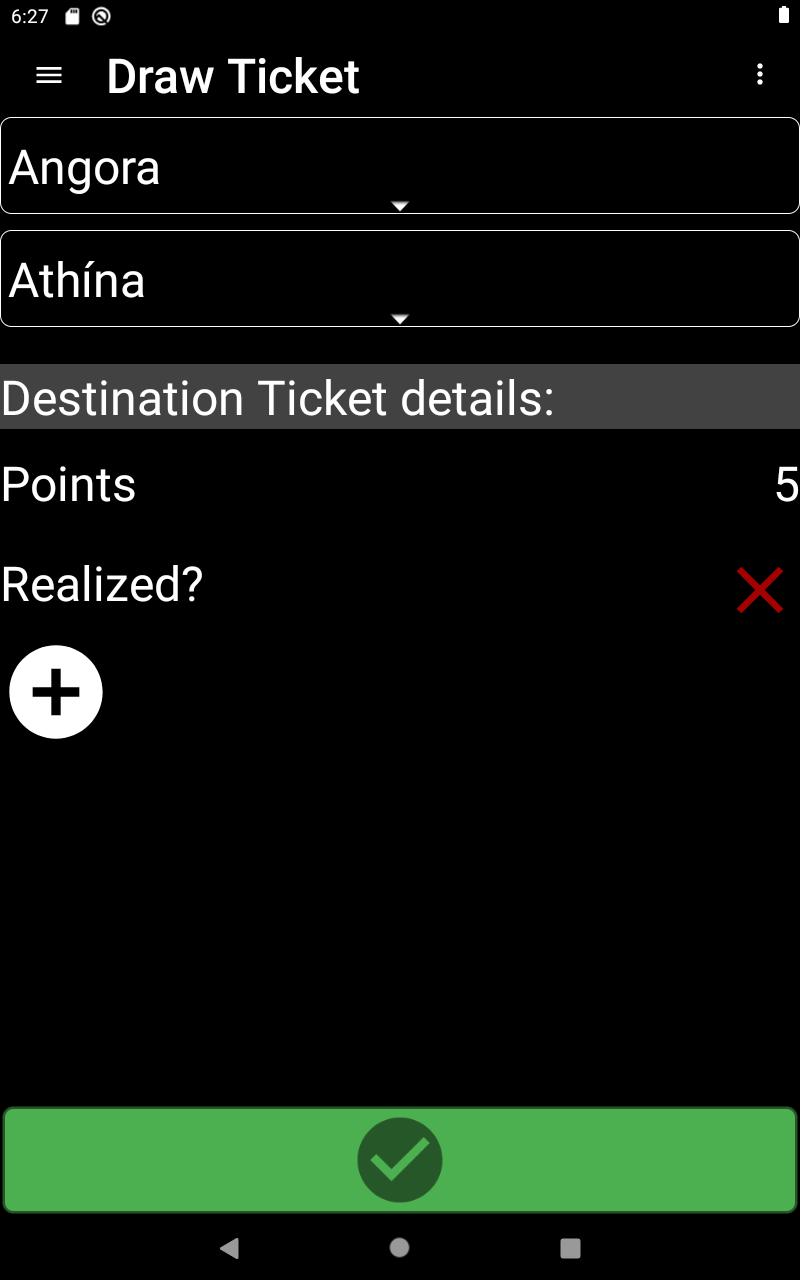 6:27
Draw Ticket
Angora
Athína
Destination Ticket details:
Points 5
Realized?